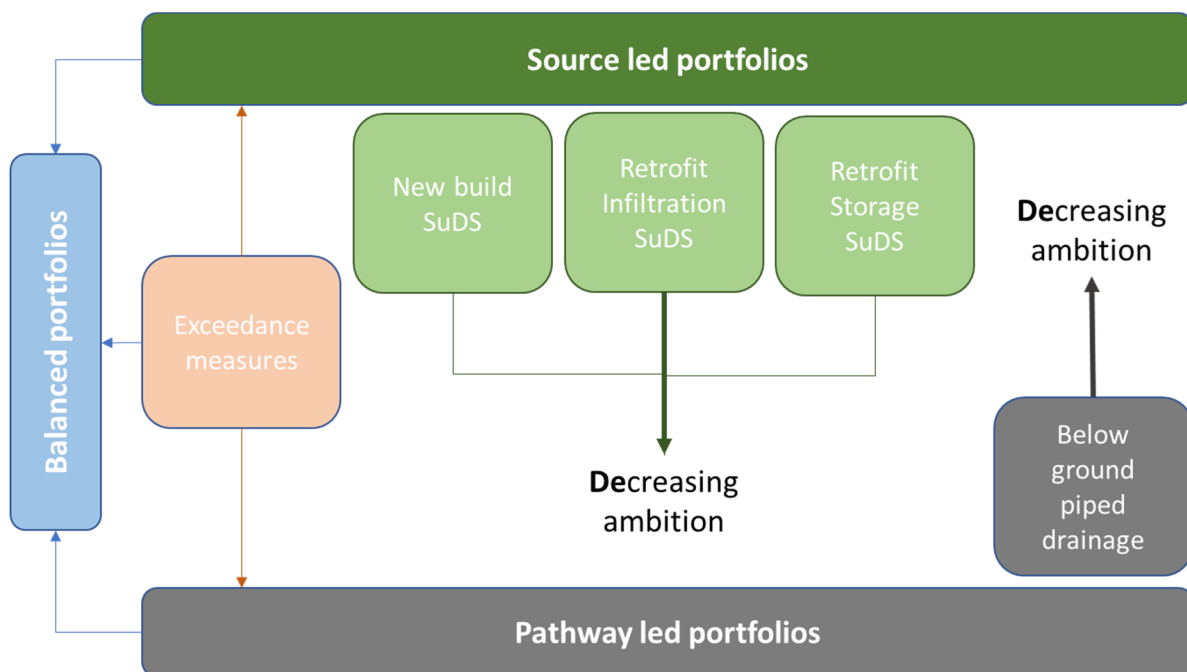 Source led portfolios
Balanced portfolios
Exceedance
measures
New build
SuDS
Retrofit
Infiltration
SuDS
Retrofit
Storage
SuDS
Decreasing
ambition
Decreasing
ambition
Below
ground
piped
drainage
Pathway led portfolios